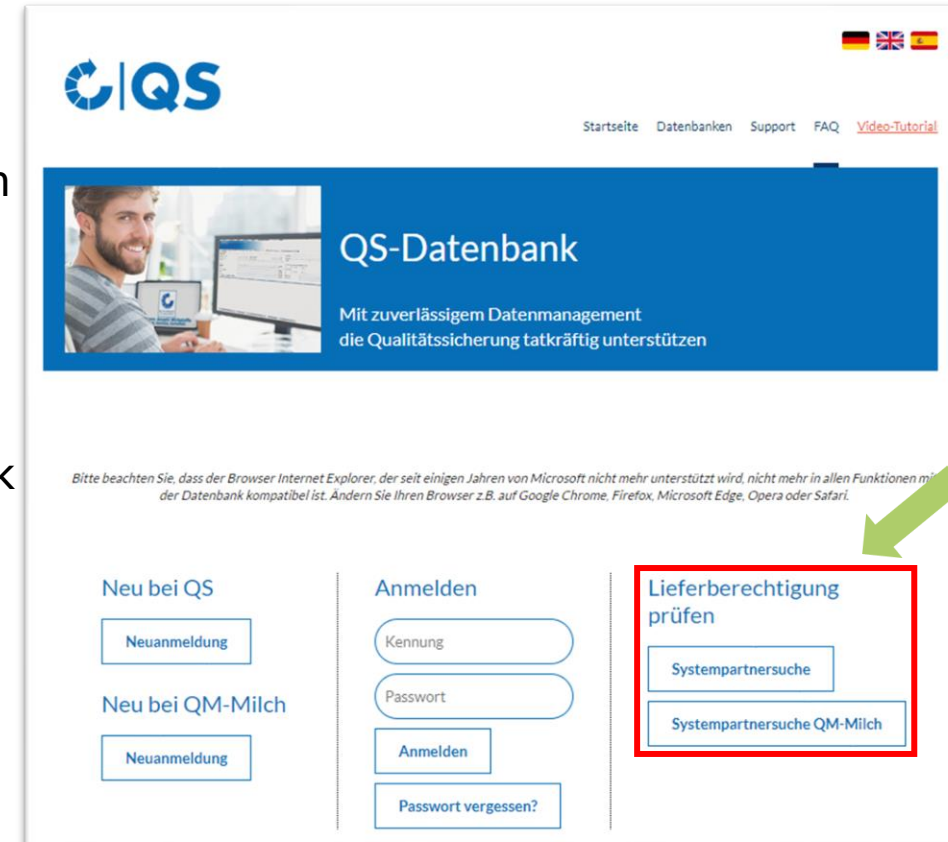 QS
Startseite Datenbanken Support FAQ Video-Tutorial
QS-Datenbank
Mit zuverlässigem Datenmanagement
die Qualitätssicherung tatkräftig unterstützen
Bitte beachten Sie, dass der Browser Internet Explorer, der seit einigen Jahren von Microsoft nicht mehr unterstützt wird, nicht mehr in allen Funktionen
der Datenbank kompatibel ist. Ändern Sie Ihren Browser z.B. auf Google Chrome, Firefox, Microsoft Edge, Opera oder Safari.
Neu bei QS
Neuanmeldung
Neu bei QM-Milch
Neuanmeldung
Anmelden
Kennung
Passwort
Anmelden
Passwort vergessen?
Lieferberechtigung
prüfen
Systempartnersuche
Systempartnersuche QM-Milch